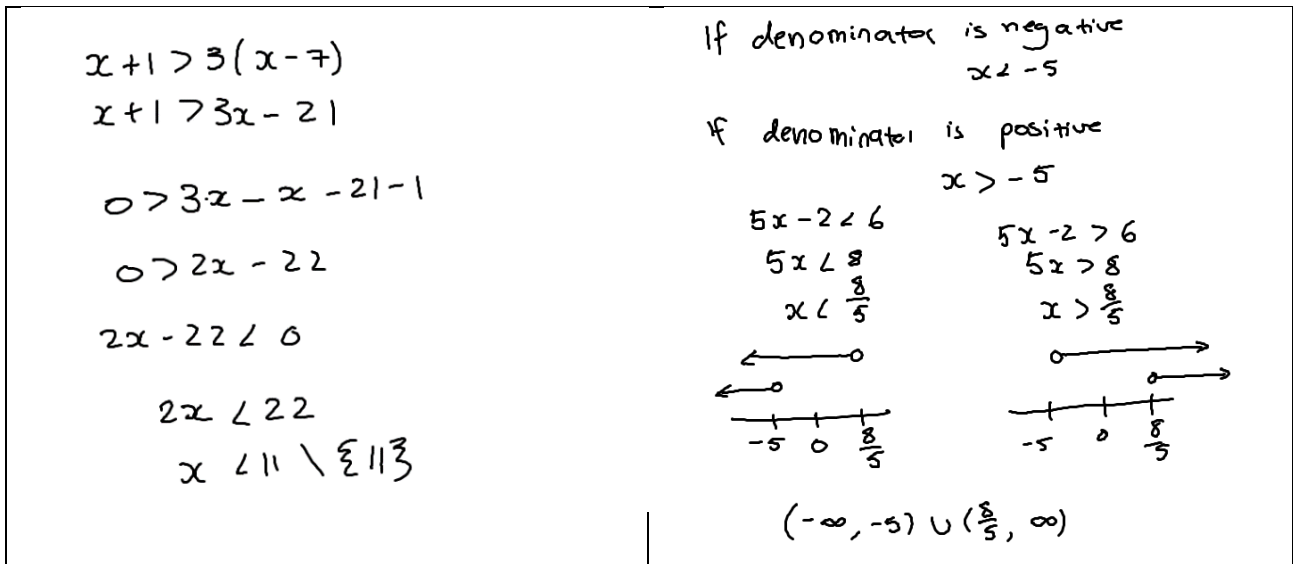 x+1 > 3(x-7)
x+1 > 3x - 21
0 > 3x - x - 21 - 1
0 > 2x - 22
2x - 22 < 0
2x < 22
x < 11 \ {11}
If denominator is negative
x < -5
If denominator is positive
x > -5
5x - 2 < 6
5x < 8
x < 8/5
-5 0 8/5
5x - 2 > 6
5x > 8
x > 8/5
-5 0 8/5
(-∞, -5) ∪ (8/5, ∞)